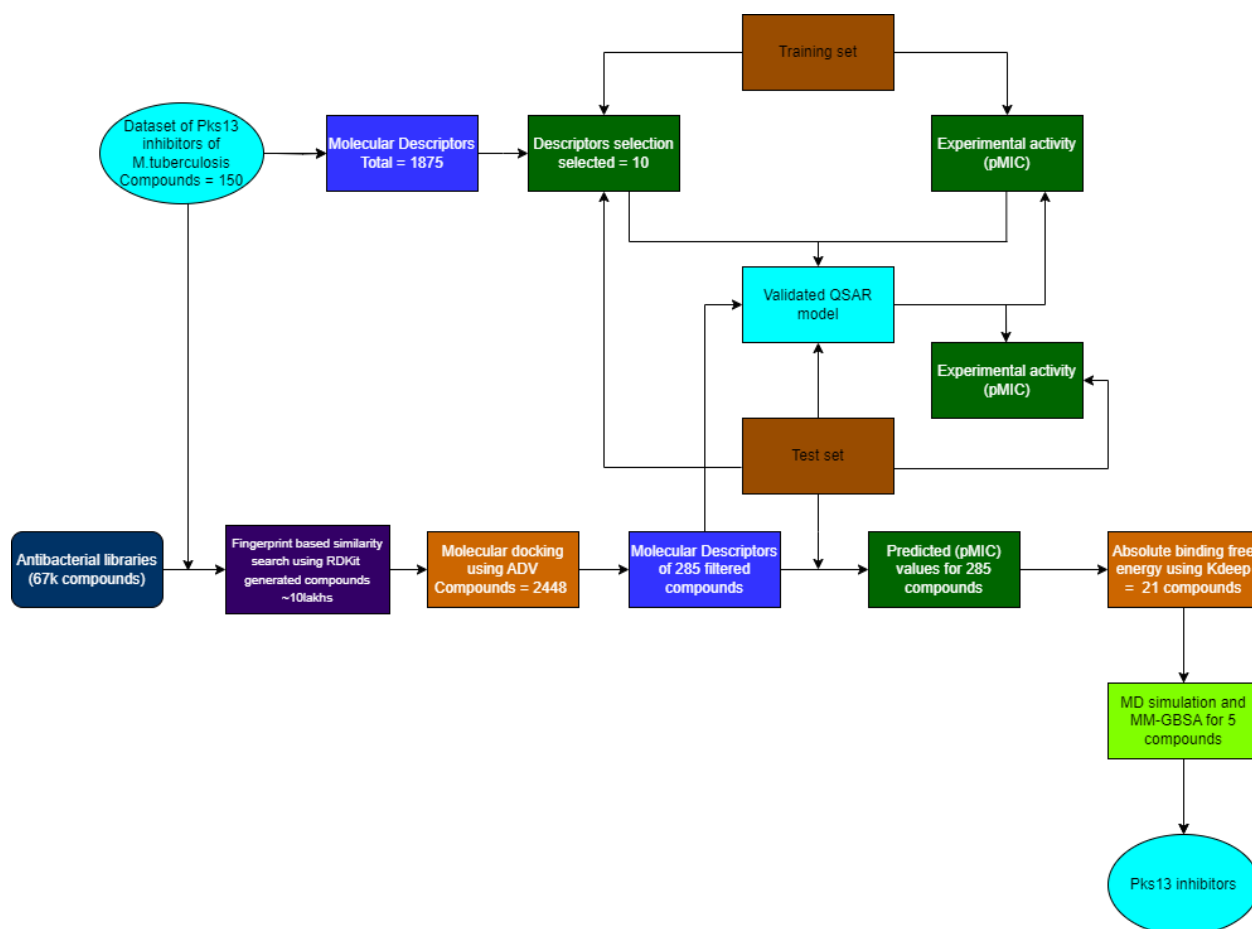 Training set
Dataset of Pks13
inhibitors of
M.tuberculosis
Compounds = 150
Molecular Descriptors
Total = 1875
Descriptors selection
selected = 10
Experimental activity
(pMIC)
Validated QSAR
model
Experimental activity
(pMIC)
Test set
Antibacterial libraries
(67k compounds)
Fingerprint based similarity
search using RDKit
generated compounds
~10lakhs
Molecular docking
using ADV
Compounds = 2448
Molecular Descriptors
of 285 filtered
compounds
Predicted (pMIC)
values for 285
compounds
Absolute binding free
energy using Kdeep
= 21 compounds
MD simulation and
MM-GBSA for 5
compounds
Pks13 inhibitors